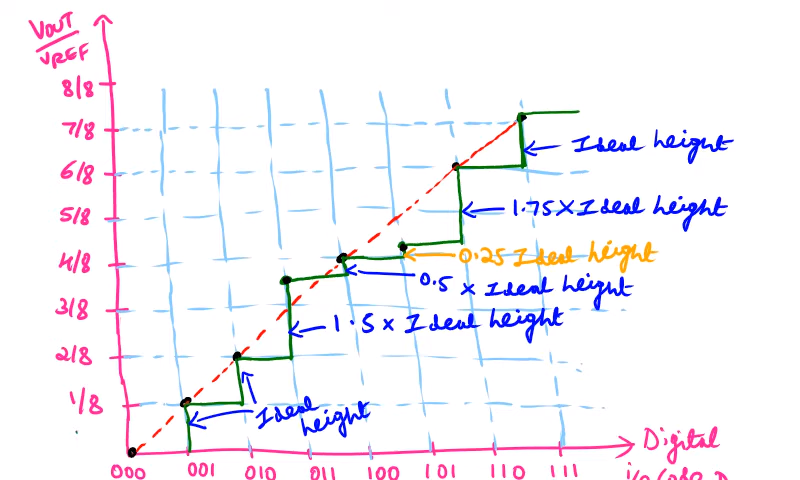 VOUT
VREF
8/8
7/8
6/8
5/8
4/8
3/8
2/8
1/8
Ideal height
1.75 X Ideal height
0.25 Ideal height
0.5 x Ideal height
1.5 x Ideal height
Ideal
height
000 001 010 011 100 101 110 111
Digital